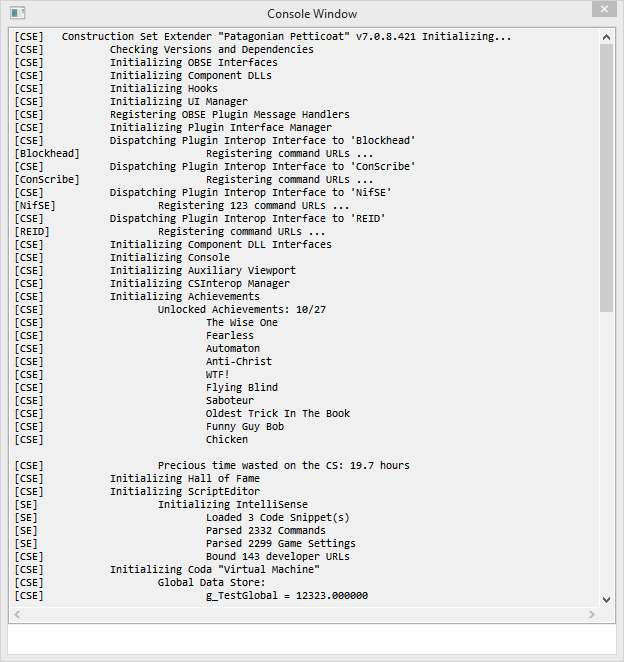 Console Window
[CSE] Construction Set Extender "Patagonian Petticoat" v7.0.8.421 Initializing...
[CSE] Checking Versions and Dependencies
[CSE] Initializing OBSE Interfaces
[CSE] Initializing Component DLLs
[CSE] Initializing Hooks
[CSE] Initializing UI Manager
[CSE] Registering OBSE Plugin Message Handlers
[CSE] Initializing Plugin Interface Manager
[CSE] Dispatching Plugin Interop Interface to 'Blockhead'
[Blockhead] Registering command URLs ...
[CSE] Dispatching Plugin Interop Interface to 'ConScribe'
[ConScribe] Registering command URLs ...
[CSE] Dispatching Plugin Interop Interface to 'NifSE'
[NifSE] Registering 123 command URLs ...
[CSE] Dispatching Plugin Interop Interface to 'REID'
[REID] Registering command URLs ...
[CSE] Initializing Component DLL Interfaces
[CSE] Initializing Console
[CSE] Initializing Auxiliary Viewport
[CSE] Initializing CSInterop Manager
[CSE] Initializing Achievements
[CSE] Unlocked Achievements: 10/27
[CSE] The Wise One
[CSE] Fearless
[CSE] Automaton
[CSE] Anti-Christ
[CSE] WTF!
[CSE] Flying Blind
[CSE] Saboteur
[CSE] Oldest Trick In The Book
[CSE] Funny Guy Bob
[CSE] Chicken
[CSE] Precious time wasted on the CS: 19.7 hours
[CSE] Initializing Hall of Fame
[CSE] Initializing ScriptEditor
[SE] Initializing IntelliSense
[SE] Loaded 3 Code Snippet(s)
[SE] Parsed 2332 Commands
[SE] Parsed 2299 Game Settings
[CSE] Bound 143 developer URLs
[CSE] Initializing Coda "Virtual Machine"
[CSE] Global Data Store:
[CSE] g_TestGlobal = 12323.000000